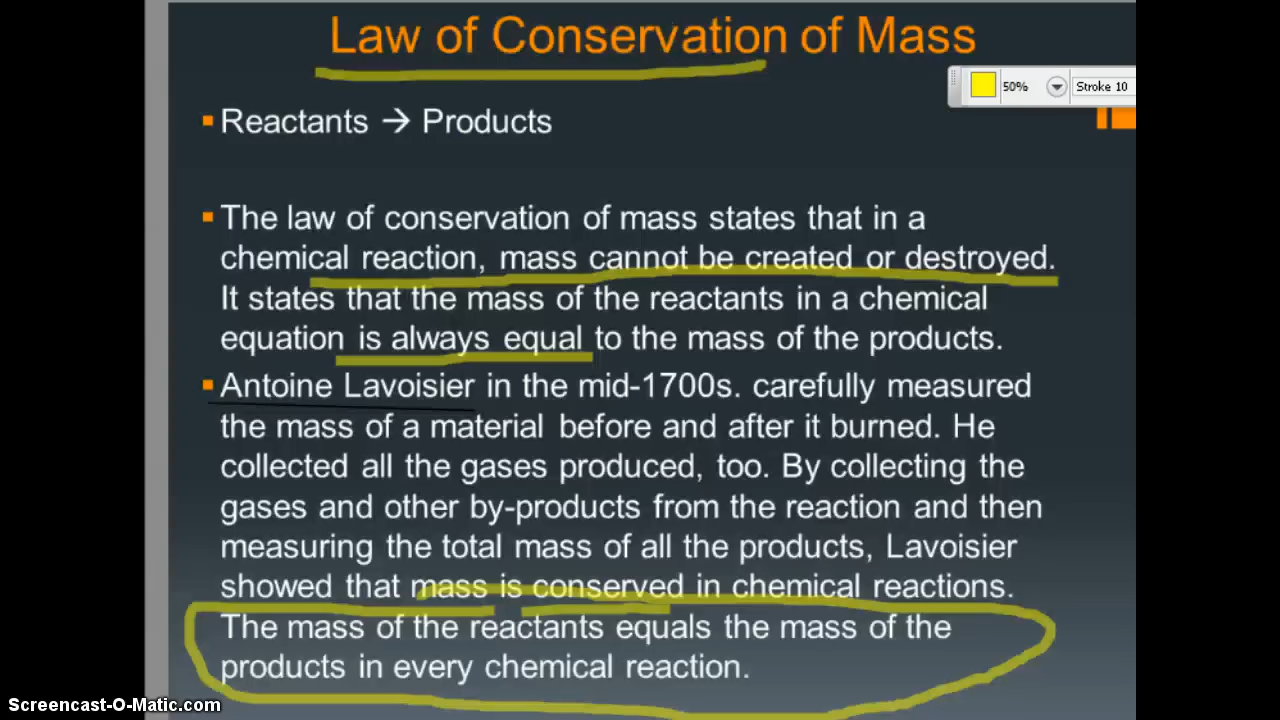 Law of Conservation of Mass
50%
Stroke 10
Reactants → Products
The law of conservation of mass states that in a
chemical reaction, mass cannot be created or destroyed.
It states that the mass of the reactants in a chemical
equation is always equal to the mass of the products.
Antoine Lavoisier in the mid-1700s. carefully measured
the mass of a material before and after it burned. He
collected all the gases produced, too. By collecting the
gases and other by-products from the reaction and then
measuring the total mass of all the products, Lavoisier
showed that mass is conserved in chemical reactions.
The mass of the reactants equals the mass of the
products in every chemical reaction.
Screencast-O-Matic.com